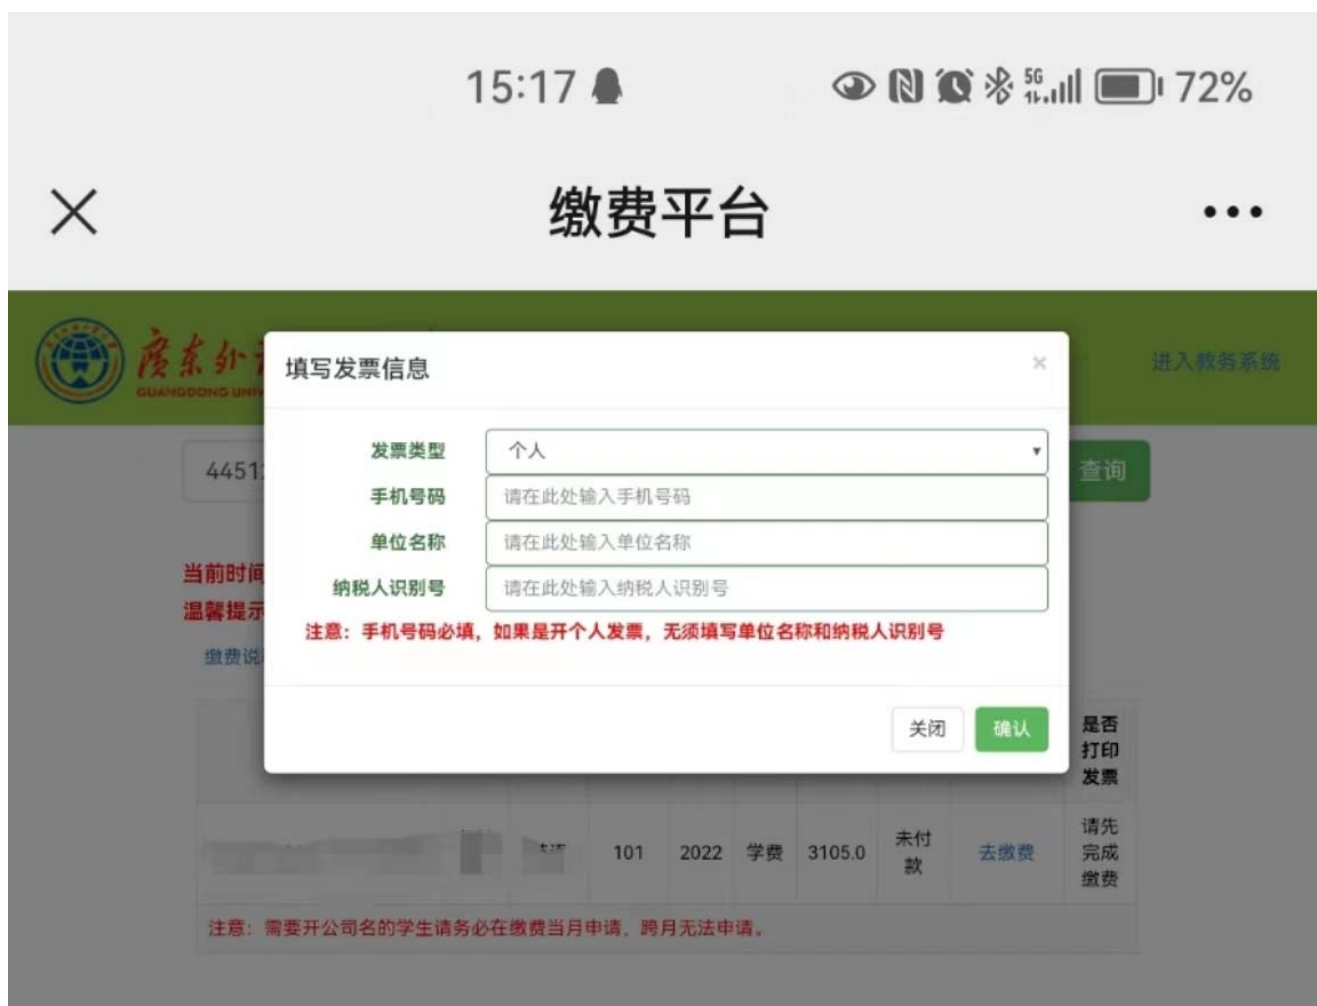 15:17
5G
72%
缴费平台
廣东外
GUANGDONG UNIV
进入教务系统
填写发票信息
×
发票类型 个人
4451
查询
手机号码 请在此处输入手机号码
单位名称 请在此处输入单位名称
当前时间
纳税人识别号 请在此处输入纳税人识别号
温馨提示
注意：手机号码必填，如果是开个人发票，无须填写单位名称和纳税人识别号
缴费说
关闭 确认
是否
打印
发票
101 2022 学费 3105.0
未付
款
去缴费
请先
完成
缴费
注意：需要开公司名的学生请务必在缴费当月申请，跨月无法申请。